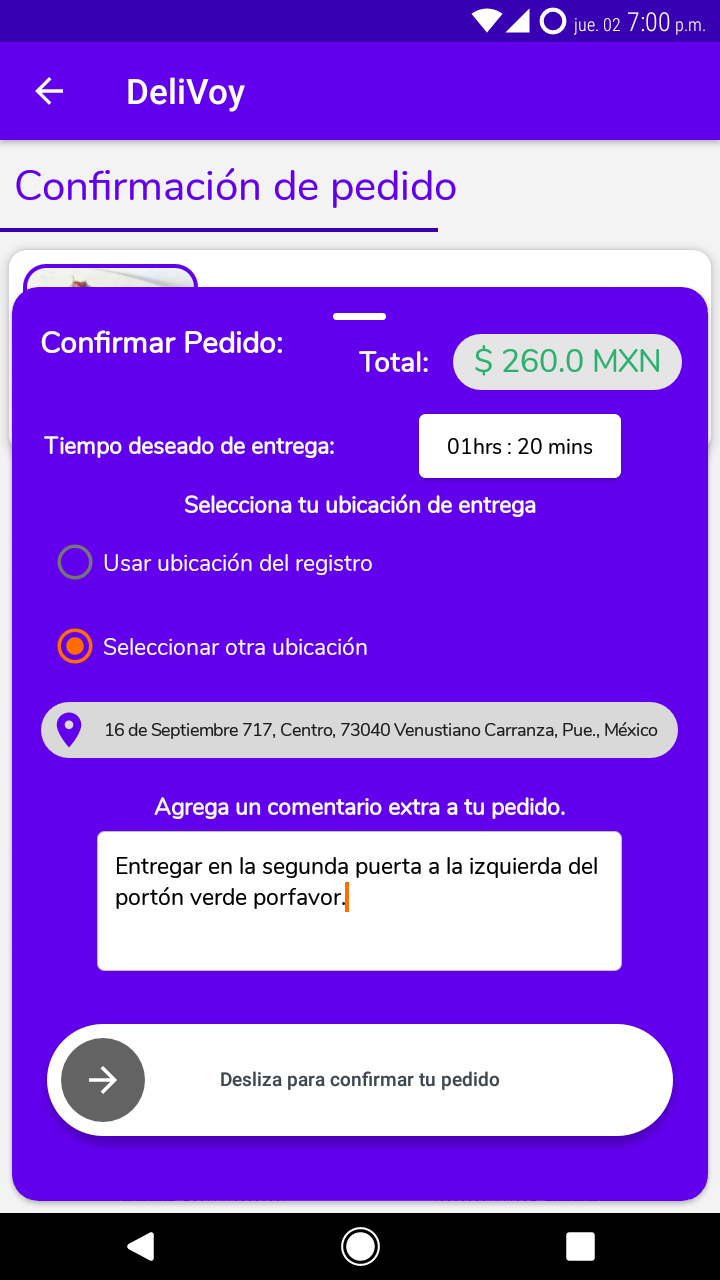 jue. 02 7:00 p.m.
DeliVoy
Confirmación de pedido
Confirmar Pedido:
Total: $ 260.0 MXN
Tiempo deseado de entrega: 01hrs : 20 mins
Selecciona tu ubicación de entrega
Usar ubicación del registro
Seleccionar otra ubicación
16 de Septiembre 717, Centro, 73040 Venustiano Carranza, Pue., México
Agrega un comentario extra a tu pedido.
Entregar en la segunda puerta a la izquierda del
portón verde porfavor.
Desliza para confirmar tu pedido